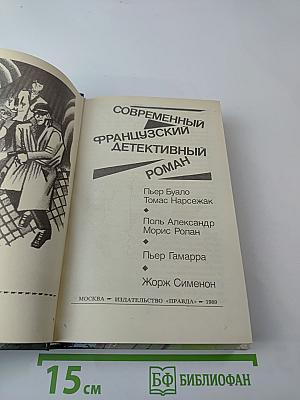 СОВРЕМЕННЫЙ
ФРАНЦУЗСКИЙ
ДЕТЕКТИВНЫЙ
РОМАН
Пьер Буало
Томас Нарсежак
Поль Александр
Морис Ролан
Пьер Гамарра
Жорж Сименон
МОСКВА — ИЗДАТЕЛЬСТВО «ПРАВДА» — 1989
15 см
БФ БИБЛИОФАН